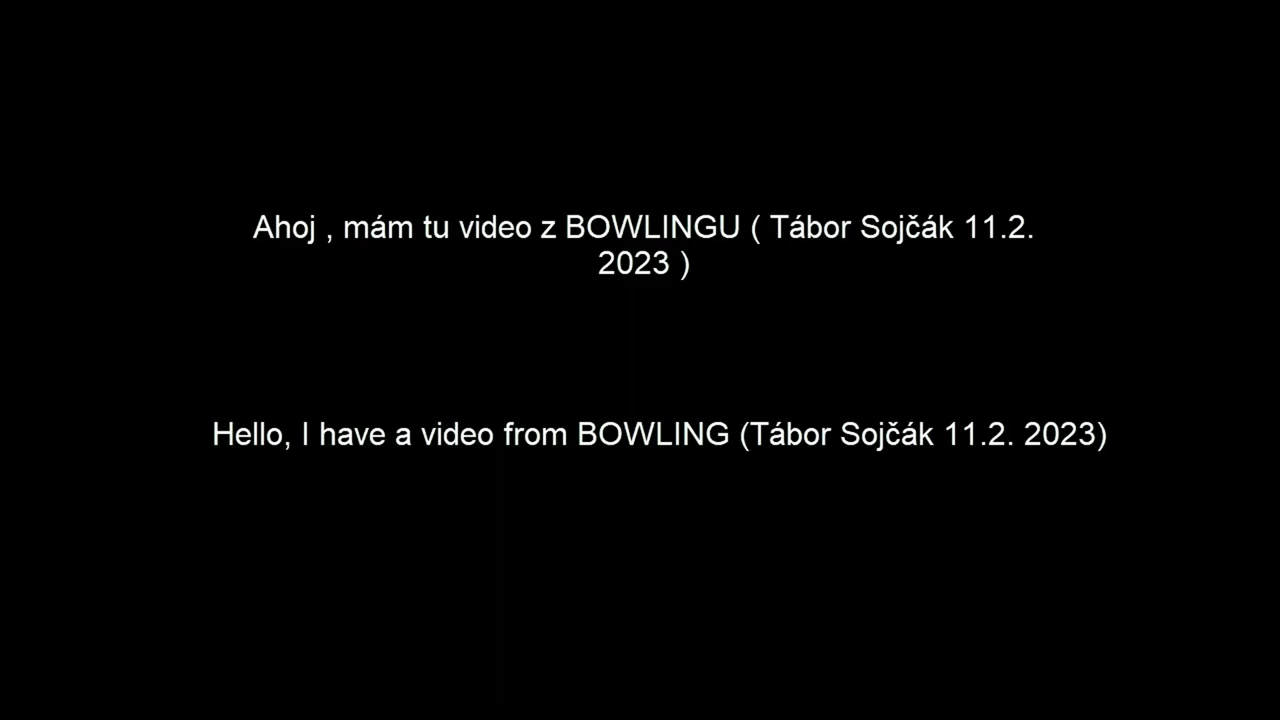 Ahoj , mám tu video z BOWLINGU ( Tábor Sojčák 11.2.
2023 )
Hello, I have a video from BOWLING (Tábor Sojčák 11.2. 2023)